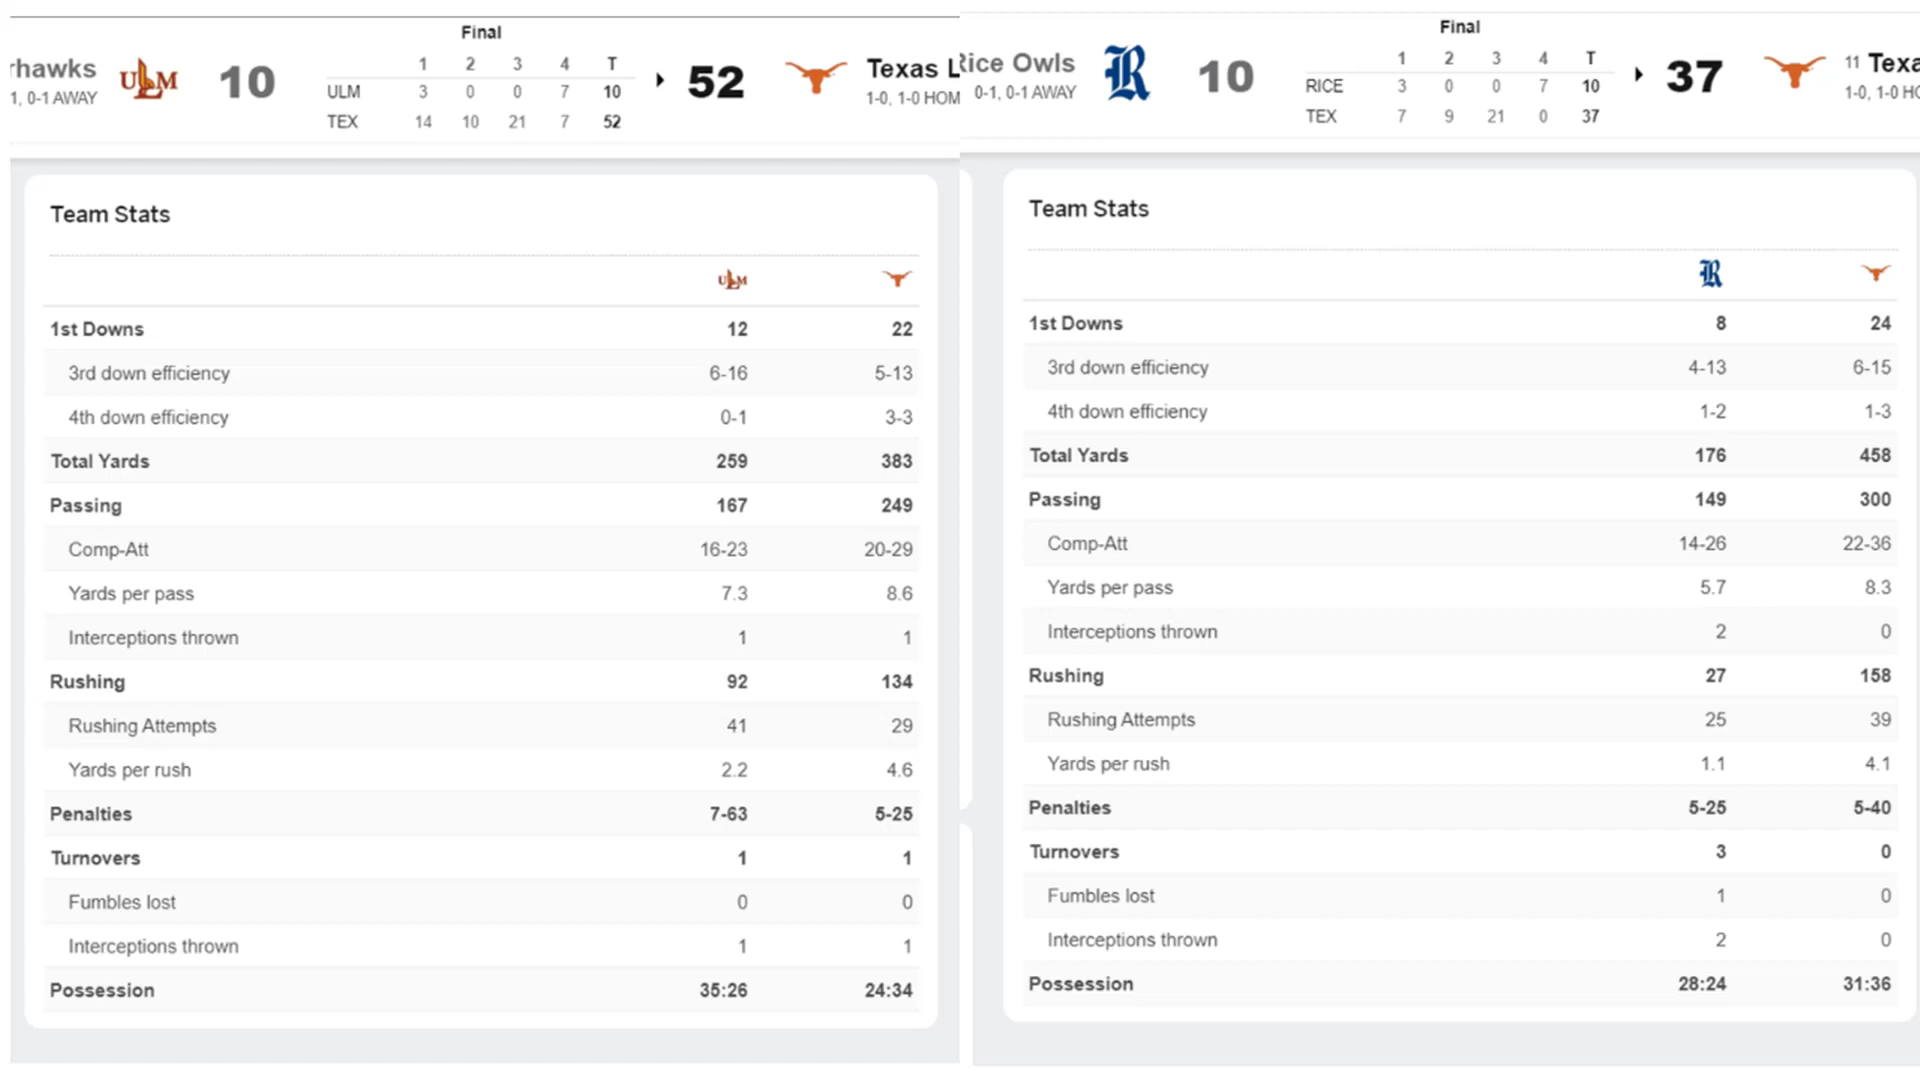 Final
rhawks
1, 0-1 AWAY
ULM
10
1 2 3 4 T
ULM 3 0 0 7 10
TEX 14 10 21 7 52
52
Texas L
1-0, 1-0 HOM
Team Stats
ULM
1st Downs 12 22
3rd down efficiency 6-16 5-13
4th down efficiency 0-1 3-3
Total Yards 259 383
Passing 167 249
Comp-Att 16-23 20-29
Yards per pass 7.3 8.6
Interceptions thrown 1 1
Rushing 92 134
Rushing Attempts 41 29
Yards per rush 2.2 4.6
Penalties 7-63 5-25
Turnovers 1 1
Fumbles lost 0 0
Interceptions thrown 1 1
Possession 35:26 24:34
Final
Rice Owls
0-1, 0-1 AWAY
R
10
1 2 3 4 T
RICE 3 0 0 7 10
TEX 7 9 21 0 37
37
11 Texa
1-0, 1-0 HO
Team Stats
R
1st Downs 8 24
3rd down efficiency 4-13 6-15
4th down efficiency 1-2 1-3
Total Yards 176 458
Passing 149 300
Comp-Att 14-26 22-36
Yards per pass 5.7 8.3
Interceptions thrown 2 0
Rushing 27 158
Rushing Attempts 25 39
Yards per rush 1.1 4.1
Penalties 5-25 5-40
Turnovers 3 0
Fumbles lost 1 0
Interceptions thrown 2 0
Possession 28:24 31:36